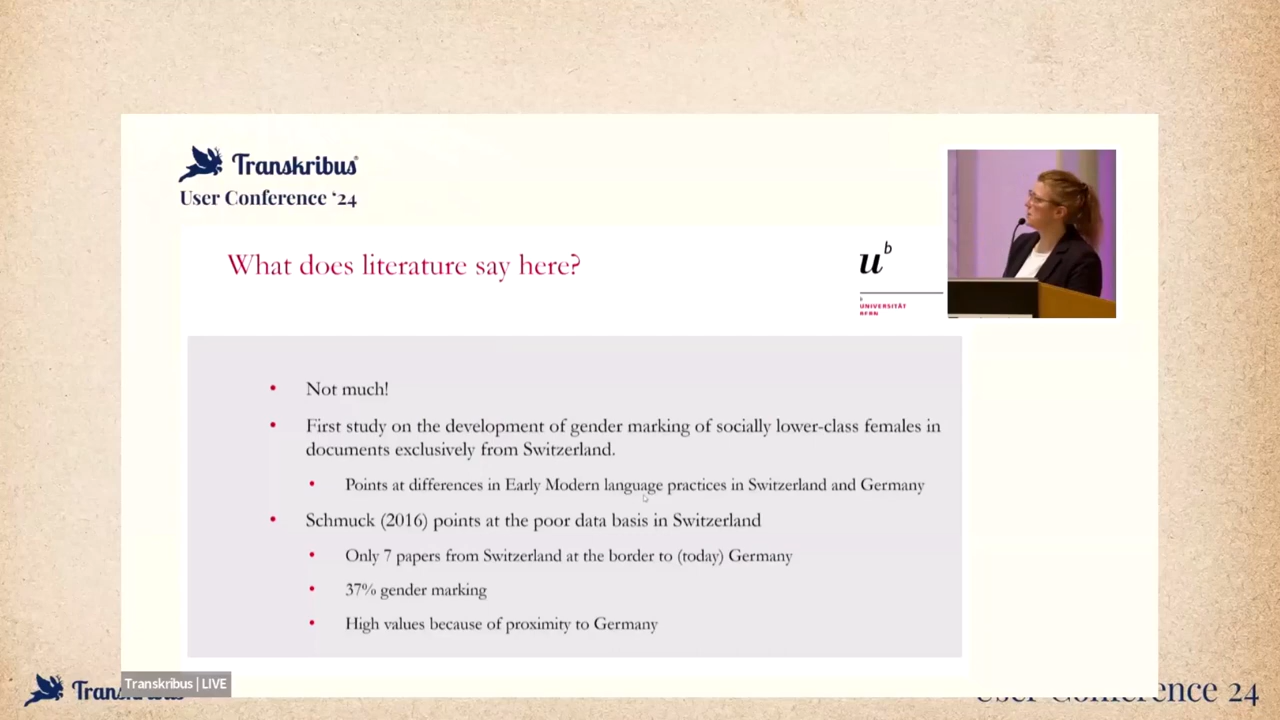 Transkribus
User Conference '24
What does literature say here?
u b
b
UNIVERSITÄT
BERN
• Not much!
• First study on the development of gender marking of socially lower-class females in
documents exclusively from Switzerland.
• Points at differences in Early Modern language practices in Switzerland and Germany
• Schmuck (2016) points at the poor data basis in Switzerland
• Only 7 papers from Switzerland at the border to (today) Germany
• 37% gender marking
• High values because of proximity to Germany
Transkribus | LIVE
User Conference 24